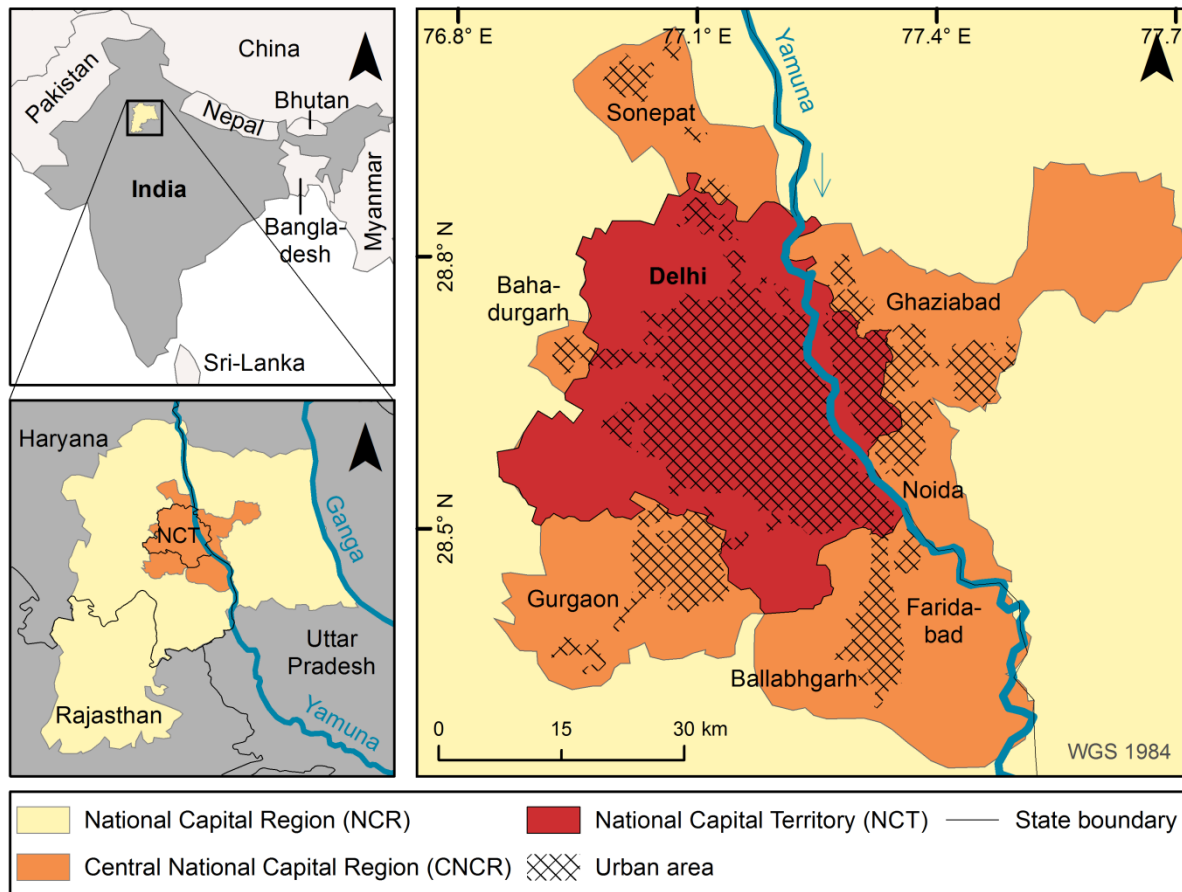 China
Pakistan
Nepal
Bhutan
India
Bangla-
desh
Myanmar
Sri-Lanka
Haryana
NCT
Ganga
Uttar
Pradesh
Rajasthan
Yamuna
76.8° E
77.1° E
77.4° E
77.7
28.8° N
28.5° N
Yamuna
Sonepat
Delhi
Baha-
durgarh
Ghaziabad
Noida
Gurgaon
Farida-
bad
Ballabhgarh
0 15 30 km
WGS 1984
National Capital Region (NCR)
National Capital Territory (NCT)
State boundary
Central National Capital Region (CNCR)
Urban area